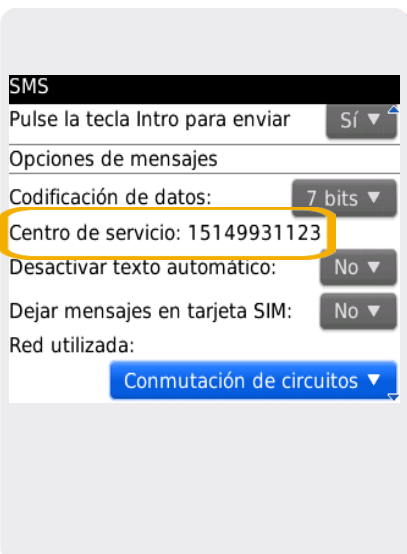 SMS
Pulse la tecla Intro para enviar Sí
Opciones de mensajes
Codificación de datos: 7 bits
Centro de servicio: 15149931123
Desactivar texto automático: No
Dejar mensajes en tarjeta SIM: No
Red utilizada:
Conmutación de circuitos